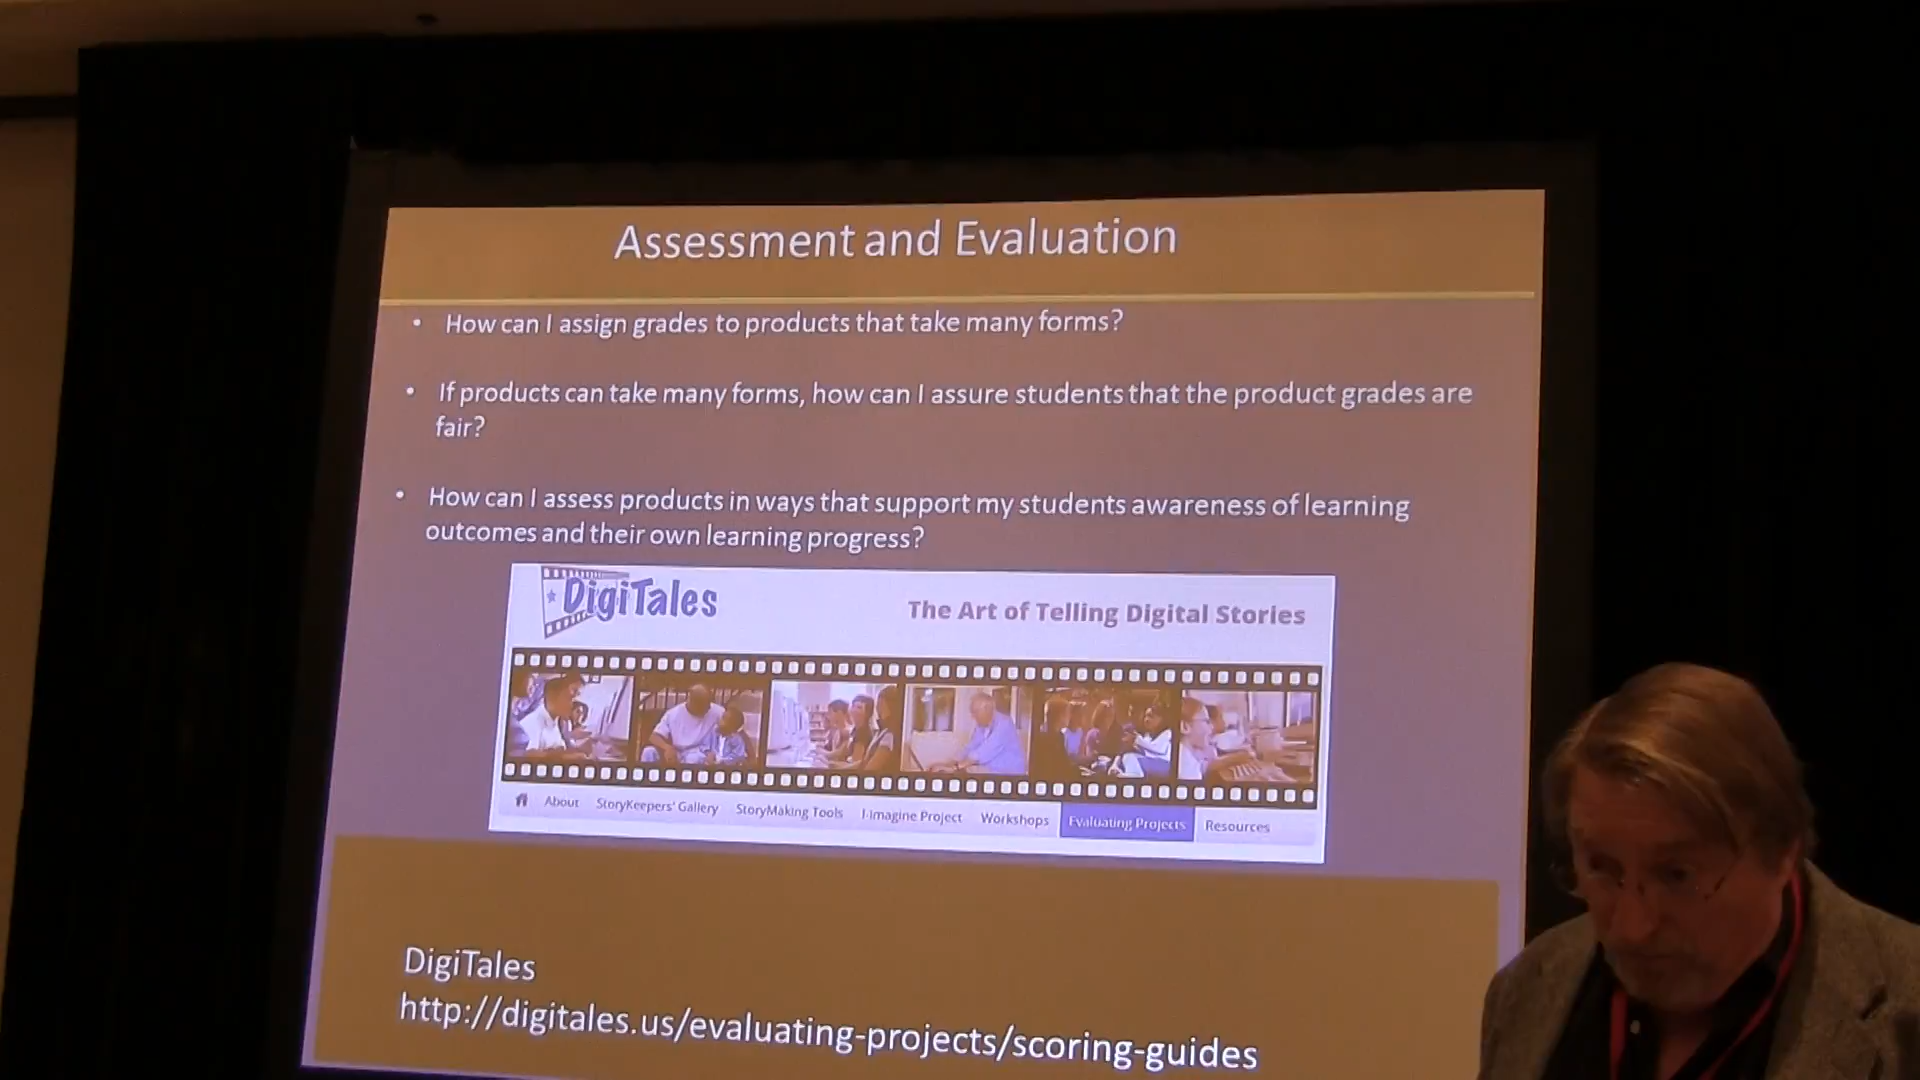 Assessment and Evaluation
• How can I assign grades to products that take many forms?
• If products can take many forms, how can I assure students that the product grades are
fair?
• How can I assess products in ways that support my students awareness of learning
outcomes and their own learning progress?
DigiTales
The Art of Telling Digital Stories
About StoryKeepers' Gallery StoryMaking Tools I-Imagine Project Workshops Evaluating Projects Resources
DigiTales
http://digitales.us/evaluating-projects/scoring-guides